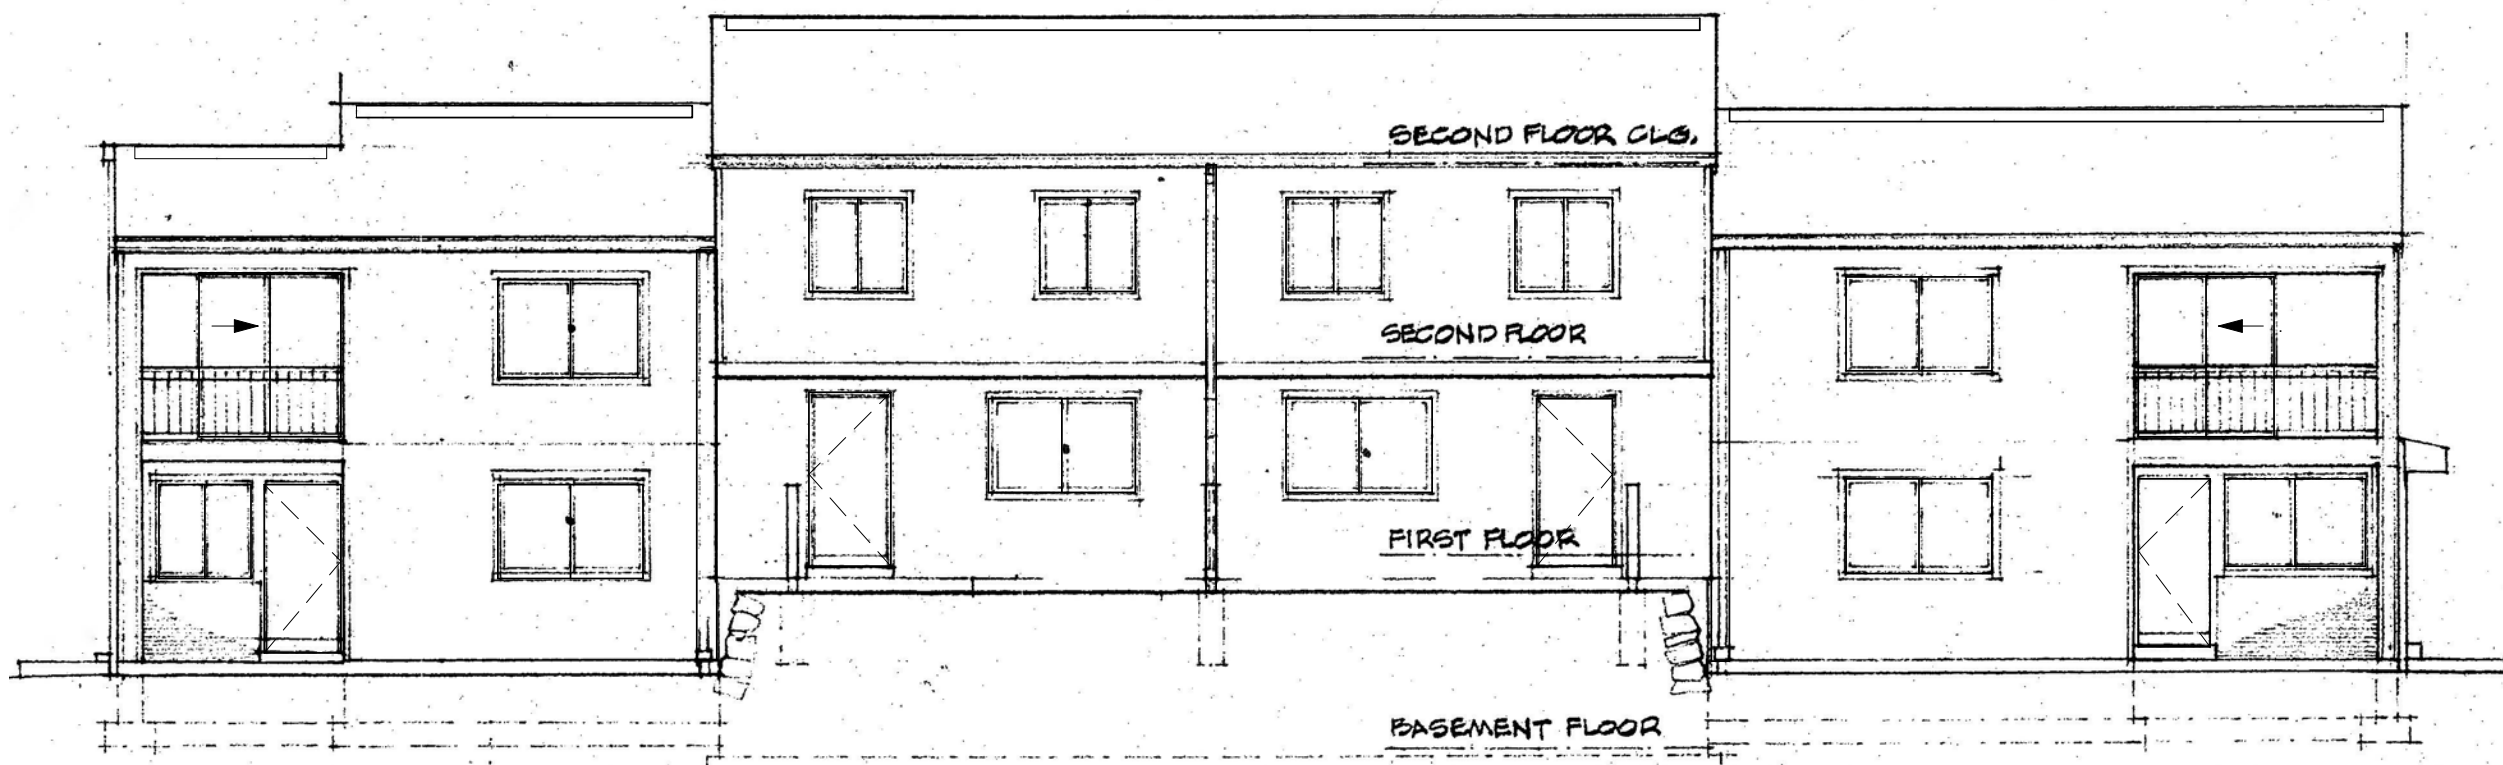 SECOND FLOOR CLG.
SECOND FLOOR
FIRST FLOOR
BASEMENT FLOOR